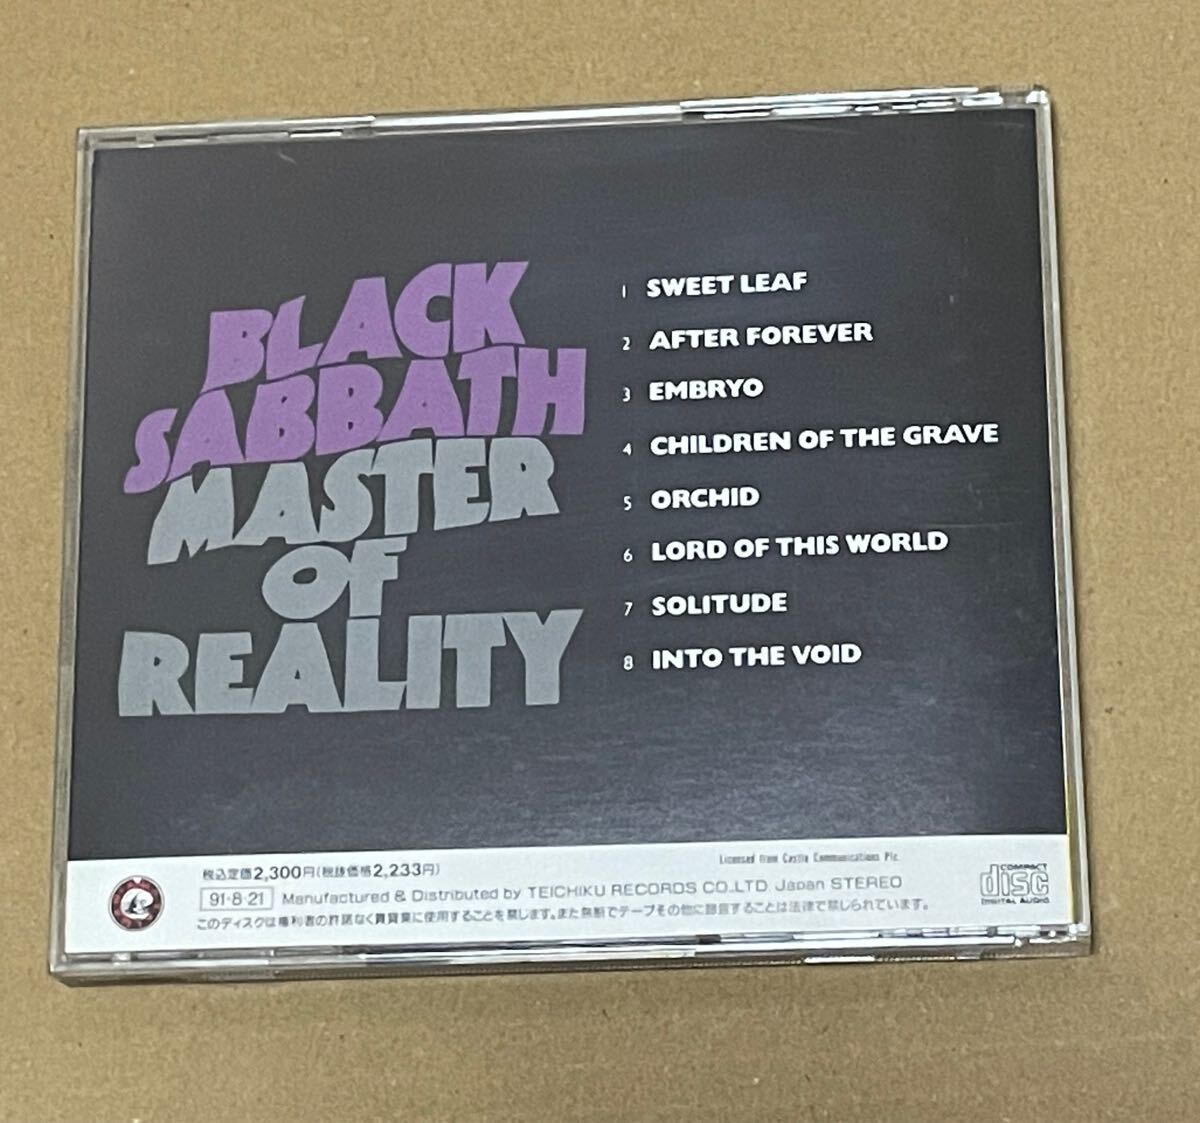 BLACK
SABBATH
MASTER
OF
REALITY
1 SWEET LEAF
2 AFTER FOREVER
3 EMBRYO
4 CHILDREN OF THE GRAVE
5 ORCHID
6 LORD OF THIS WORLD
7 SOLITUDE
8 INTO THE VOID
Licensed from Castle Communications Plc.
税込定価2,300円(税抜価格2,233円)
91・8・21 Manufactured & Distributed by TEICHIKU RECORDS CO.,LTD. Japan STEREO
このディスクは権利者の許諾なく賃貸業に使用することを禁じます。また無断でテープその他に録音することは法律で禁じられています。
COMPACT
disc
DIGITAL AUDIO